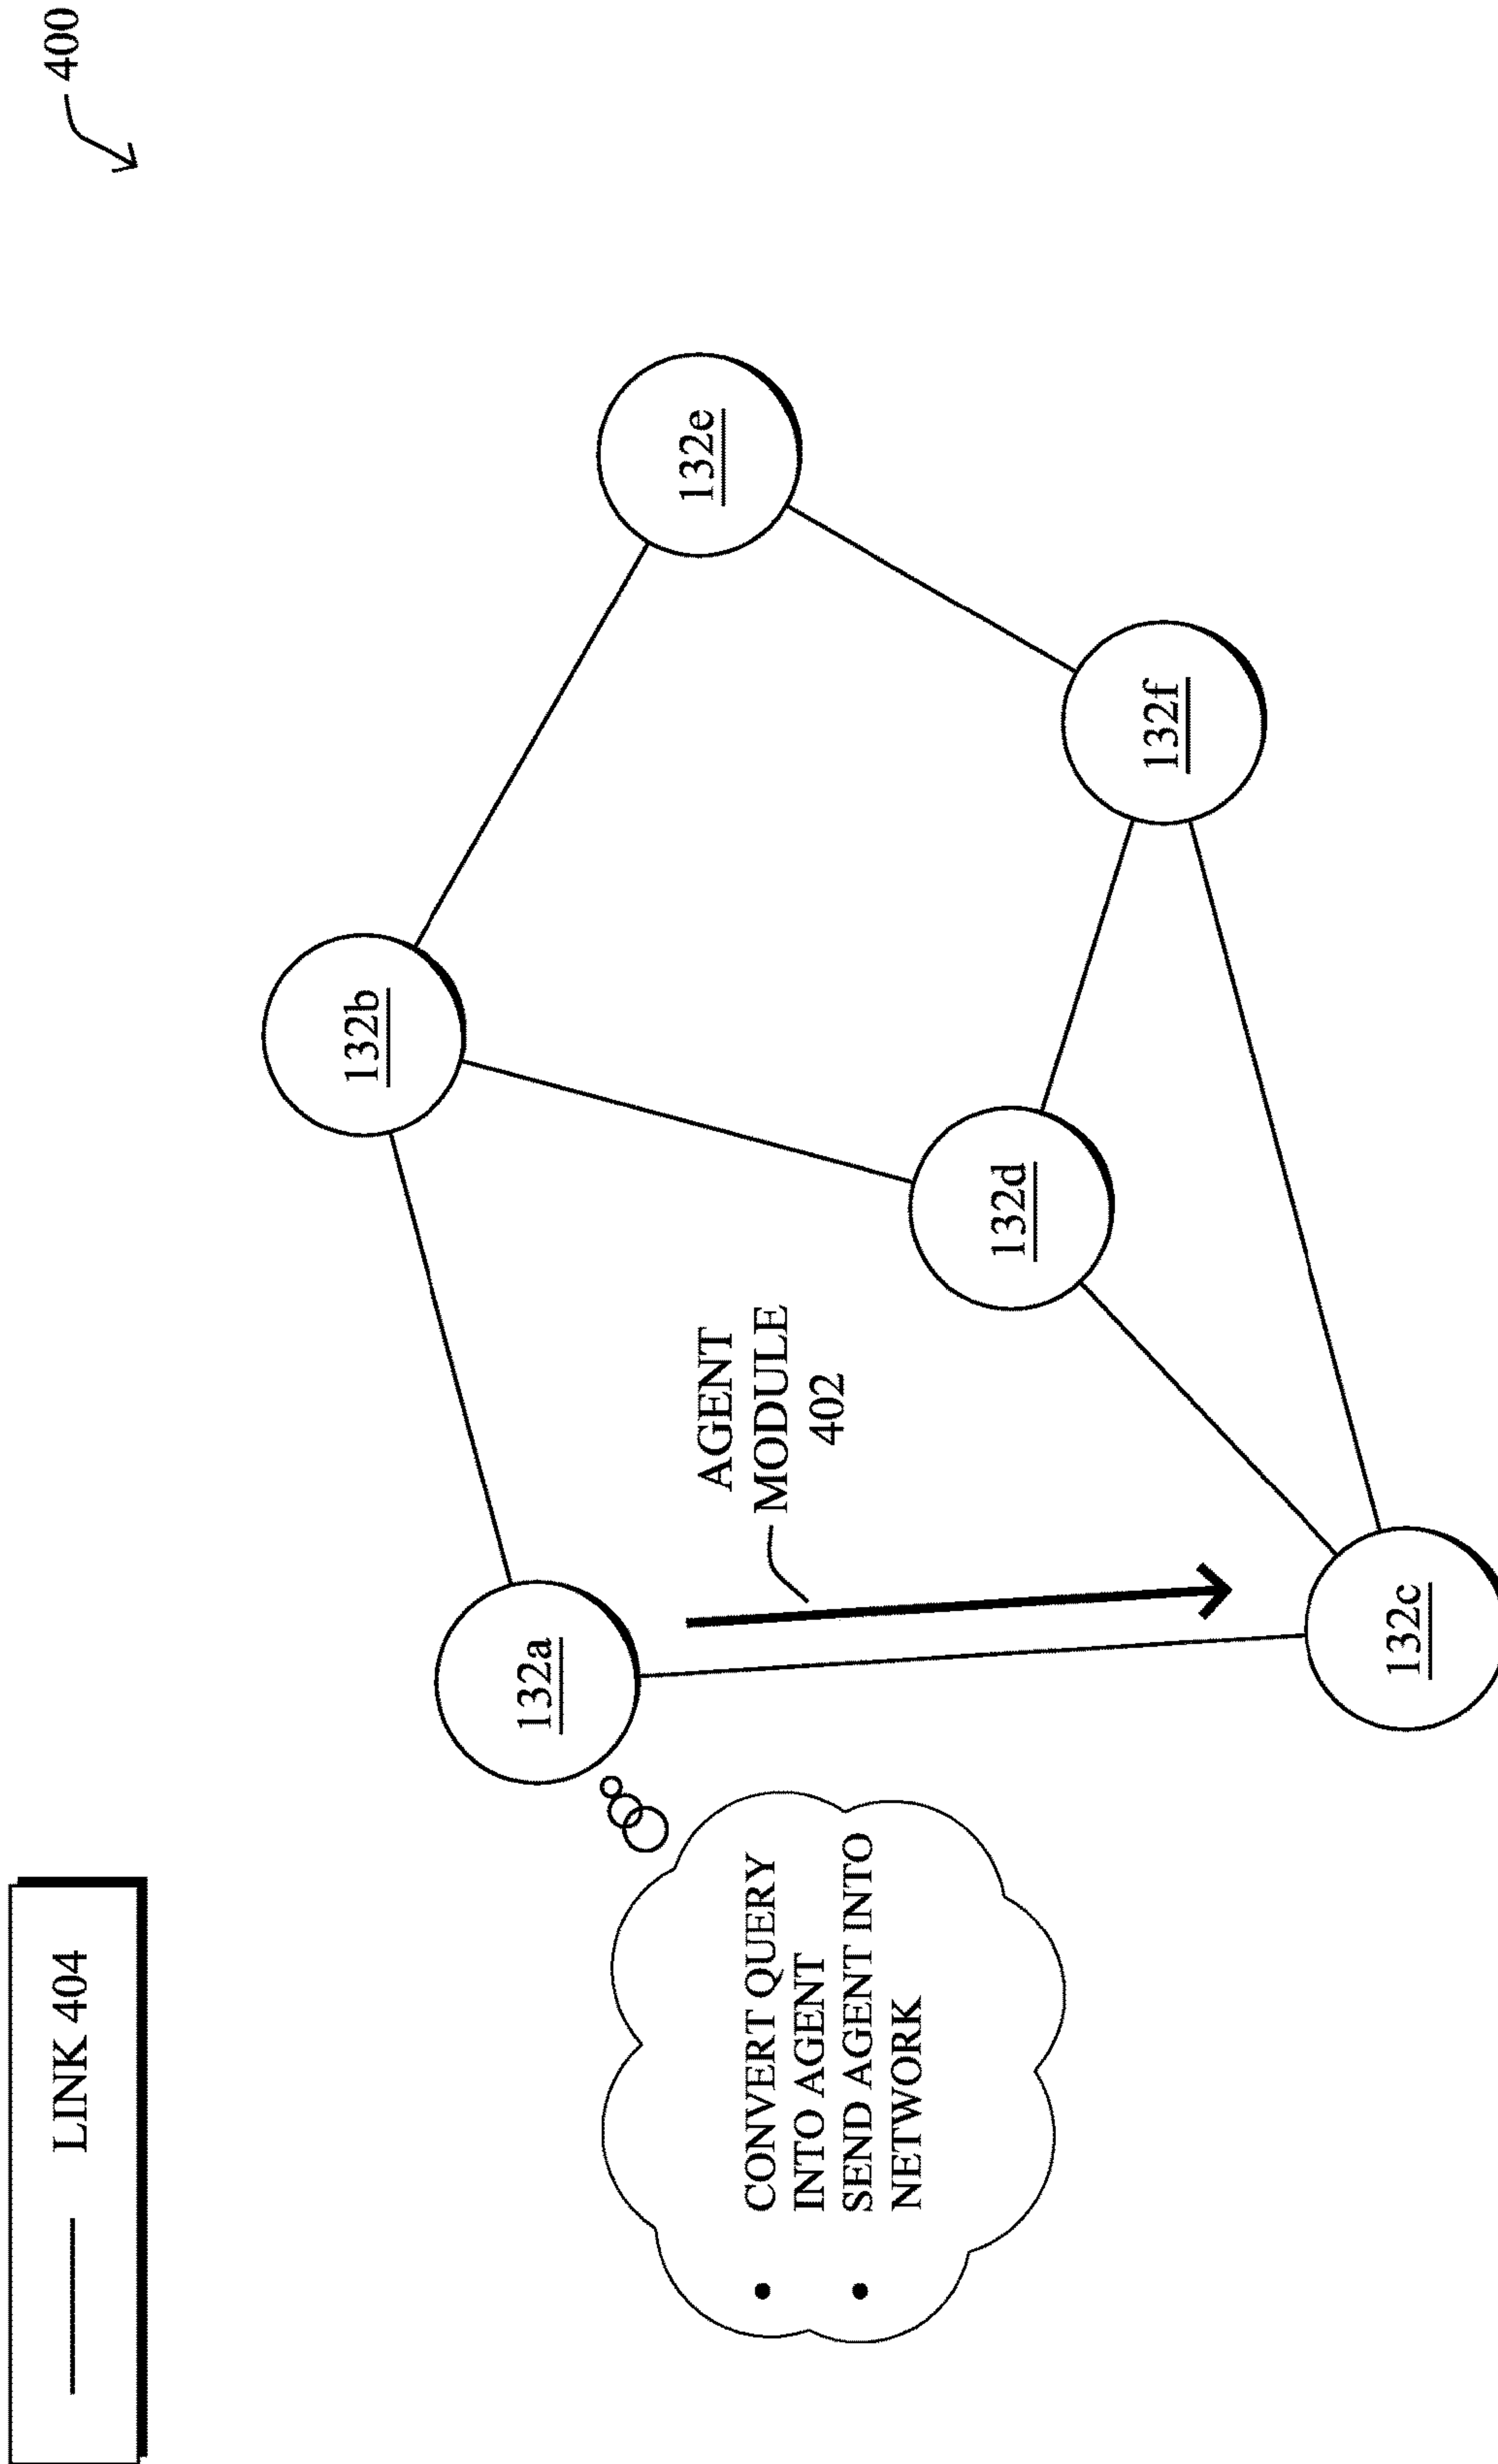 400
LINK 404
132b
132e
132a
AGENT
MODULE
402
132d
132f
132c
• CONVERT QUERY
INTO AGENT
• SEND AGENT INTO
NETWORK